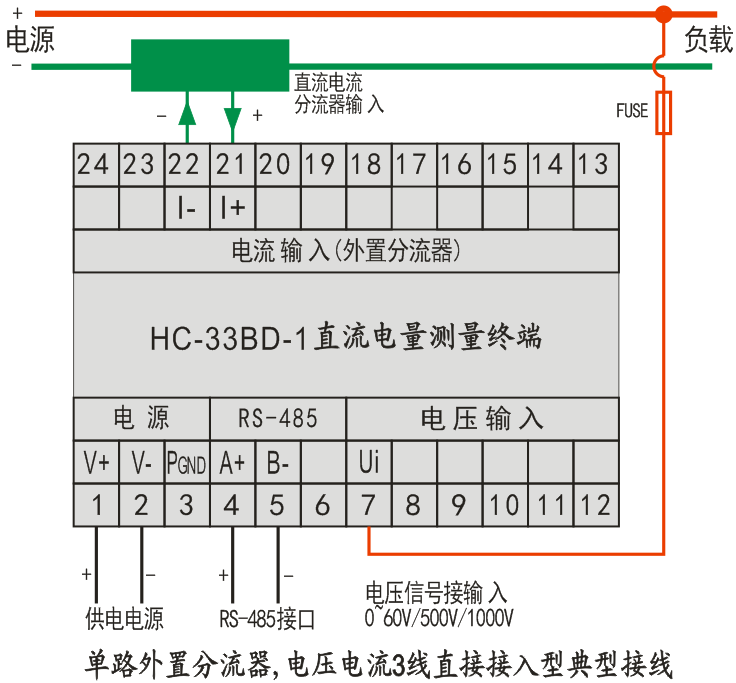 +
电源
-
负载
直流电流
分流器输入
- +
FUSE
24 23 22 21 20 19 18 17 16 15 14 13
I- I+
电流输入(外置分流器)
HC-33BD-1直流电量测量终端
电源 RS-485 电压输入
V+ V- PGND A+ B- Ui
1 2 3 4 5 6 7 8 9 10 11 12
+ - + -
供电电源
RS-485接口
电压信号接输入
0~60V/500V/1000V
单路外置分流器,电压电流3线直接接入型典型接线